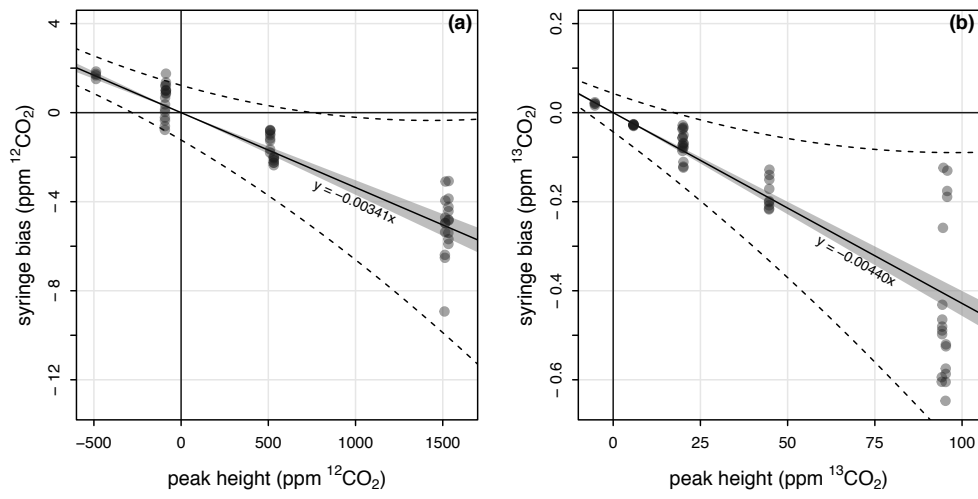 (a)
4
0
−4
−8
−12
syringe bias (ppm ¹²CO₂)
y = −0.00341x
−500
0
500
1000
1500
peak height (ppm ¹²CO₂)
(b)
0.2
0.0
−0.2
−0.4
−0.6
syringe bias (ppm ¹³CO₂)
y = −0.00440x
0
25
50
75
100
peak height (ppm ¹³CO₂)